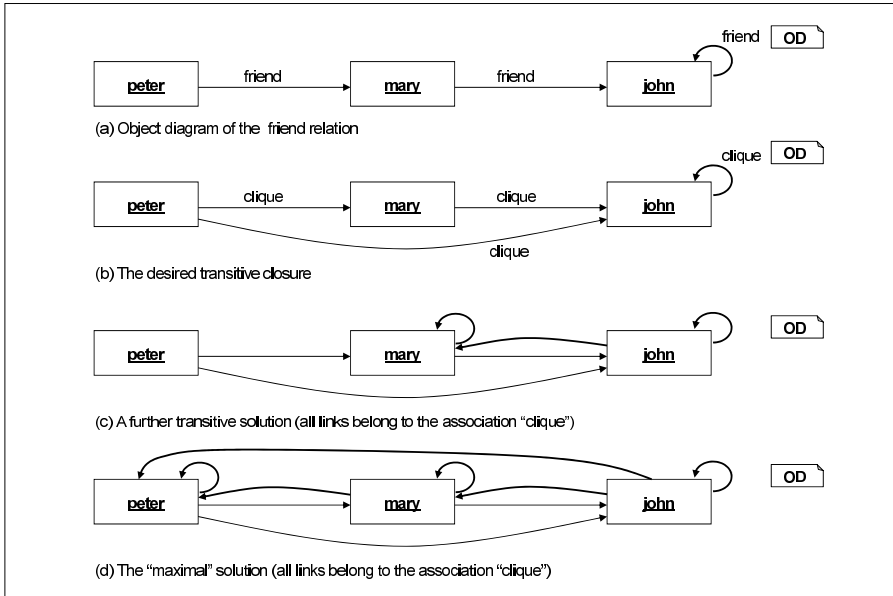 friend
OD
peter
friend
mary
friend
john
(a) Object diagram of the friend relation
OD
clique
peter
clique
mary
clique
john
clique
(b) The desired transitive closure
OD
peter
mary
john
(c) A further transitive solution (all links belong to the association “clique”)
OD
peter
mary
john
(d) The “maximal” solution (all links belong to the association “clique”)